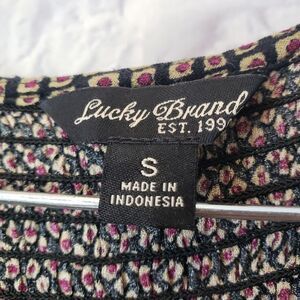 Lucky Brand
EST. 199
S
MADE IN
INDONESIA